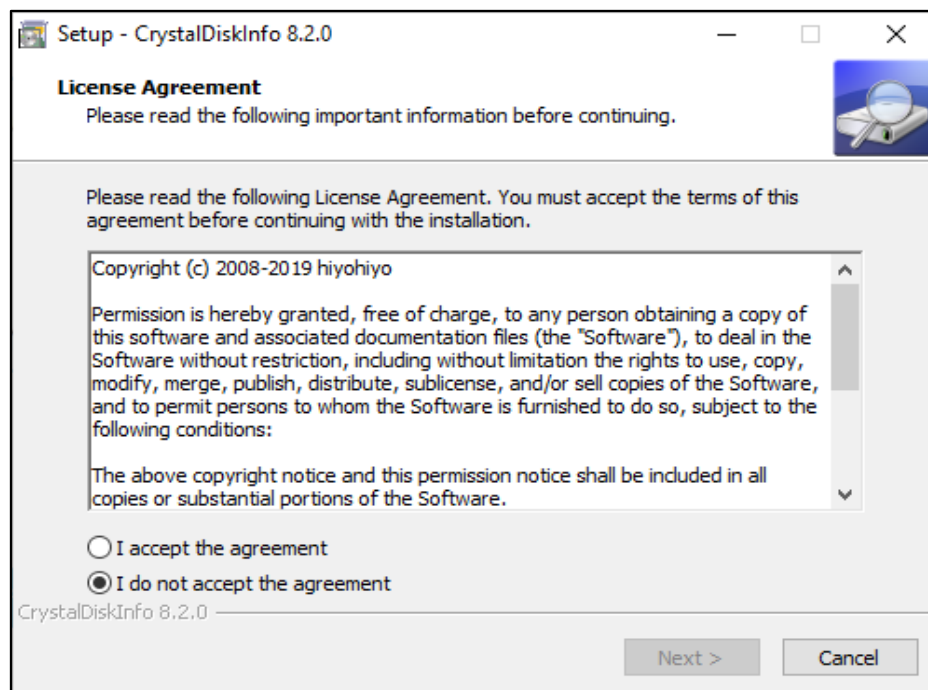 Setup - CrystalDiskInfo 8.2.0
License Agreement
Please read the following important information before continuing.
Please read the following License Agreement. You must accept the terms of this
agreement before continuing with the installation.
Copyright (c) 2008-2019 hiyohiyo
Permission is hereby granted, free of charge, to any person obtaining a copy of
this software and associated documentation files (the "Software"), to deal in the
Software without restriction, including without limitation the rights to use, copy,
modify, merge, publish, distribute, sublicense, and/or sell copies of the Software,
and to permit persons to whom the Software is furnished to do so, subject to the
following conditions:
The above copyright notice and this permission notice shall be included in all
copies or substantial portions of the Software.
I accept the agreement
I do not accept the agreement
CrystalDiskInfo 8.2.0
Next >
Cancel